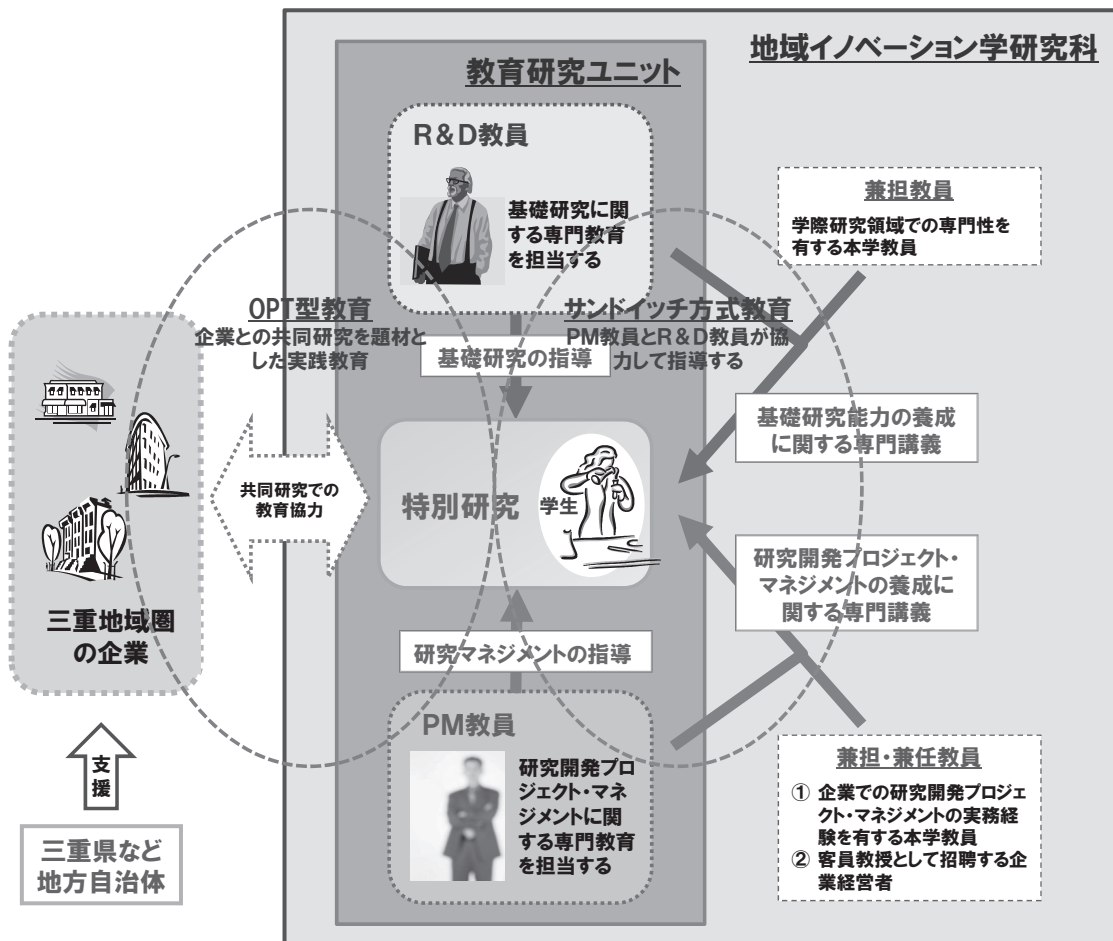 地域イノベーション学研究科
教育研究ユニット
R&D教員
基礎研究に関
する専門教育
を担当する
兼担教員
学際研究領域での専門性を
有する本学教員
OPT型教育
企業との共同研究を題材と
した実践教育
サンドイッチ方式教育
PM教員とR&D教員が協
力して指導する
基礎研究の指導
基礎研究能力の養成
に関する専門講義
共同研究での
教育協力
特別研究
学生
研究開発プロジェクト・
マネジメントの養成に
関する専門講義
三重地域圏
の企業
研究マネジメントの指導
PM教員
研究開発プロ
ジェクト・マネ
ジメントに関
する専門教育
を担当する
兼担・兼任教員
① 企業での研究開発プロジェ
クト・マネジメントの実務経
験を有する本学教員
② 客員教授として招聘する企
業経営者
支
援
三重県など
地方自治体